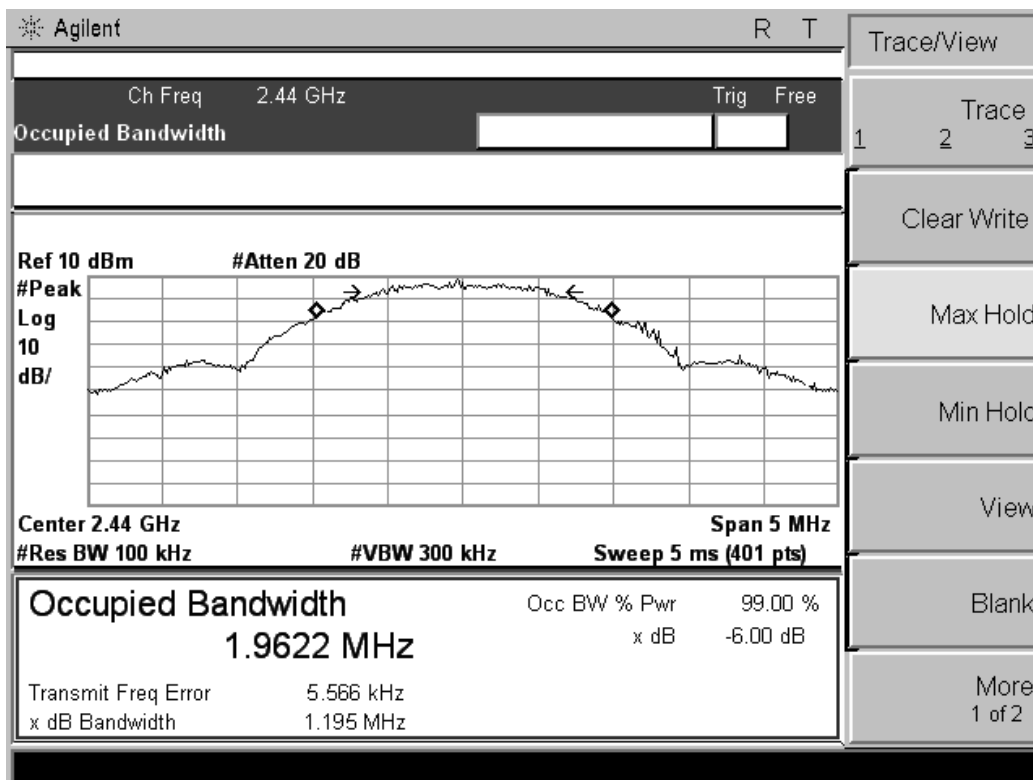 Agilent R T
Ch Freq 2.44 GHz Trig Free
Occupied Bandwidth
Ref 10 dBm #Atten 20 dB
#Peak
Log
10
dB/
Center 2.44 GHz Span 5 MHz
#Res BW 100 kHz #VBW 300 kHz Sweep 5 ms (401 pts)
Occupied Bandwidth
1.9622 MHz
Occ BW % Pwr 99.00 %
x dB -6.00 dB
Transmit Freq Error 5.566 kHz
x dB Bandwidth 1.195 MHz
Trace/View
Trace
1 2 3
Clear Write
Max Hold
Min Hold
View
Blank
More
1 of 2